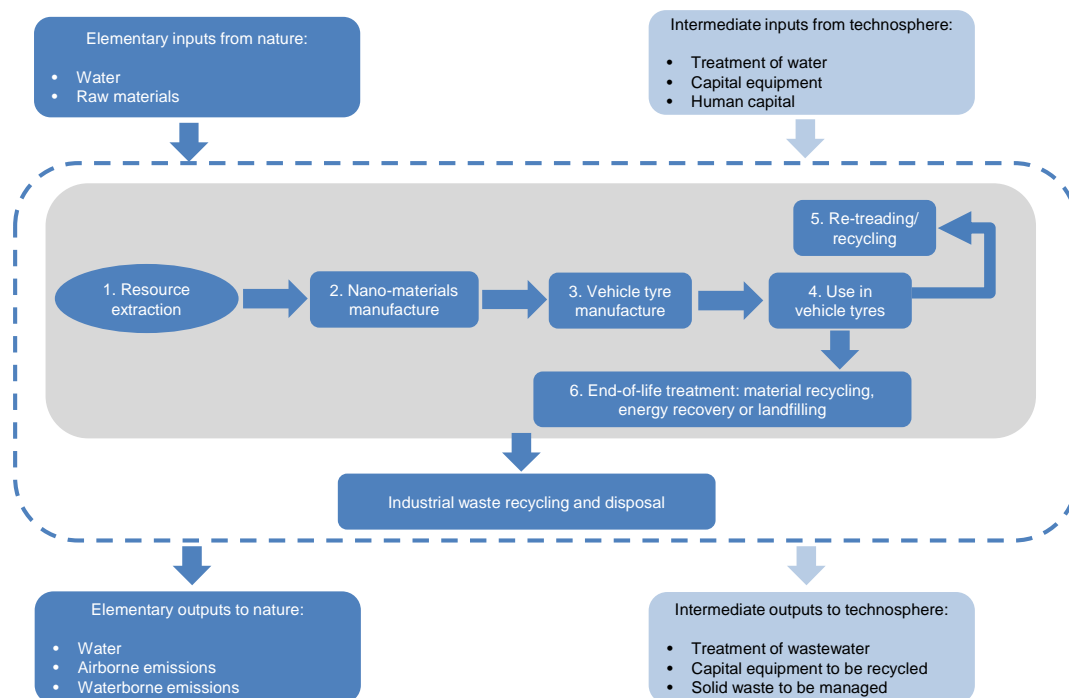 Elementary inputs from nature:
• Water
• Raw materials
Intermediate inputs from technosphere:
• Treatment of water
• Capital equipment
• Human capital
5. Re-treading/
recycling
1. Resource
extraction
2. Nano-materials
manufacture
3. Vehicle tyre
manufacture
4. Use in
vehicle tyres
6. End-of-life treatment: material recycling,
energy recovery or landfilling
Industrial waste recycling and disposal
Elementary outputs to nature:
• Water
• Airborne emissions
• Waterborne emissions
Intermediate outputs to technosphere:
• Treatment of wastewater
• Capital equipment to be recycled
• Solid waste to be managed